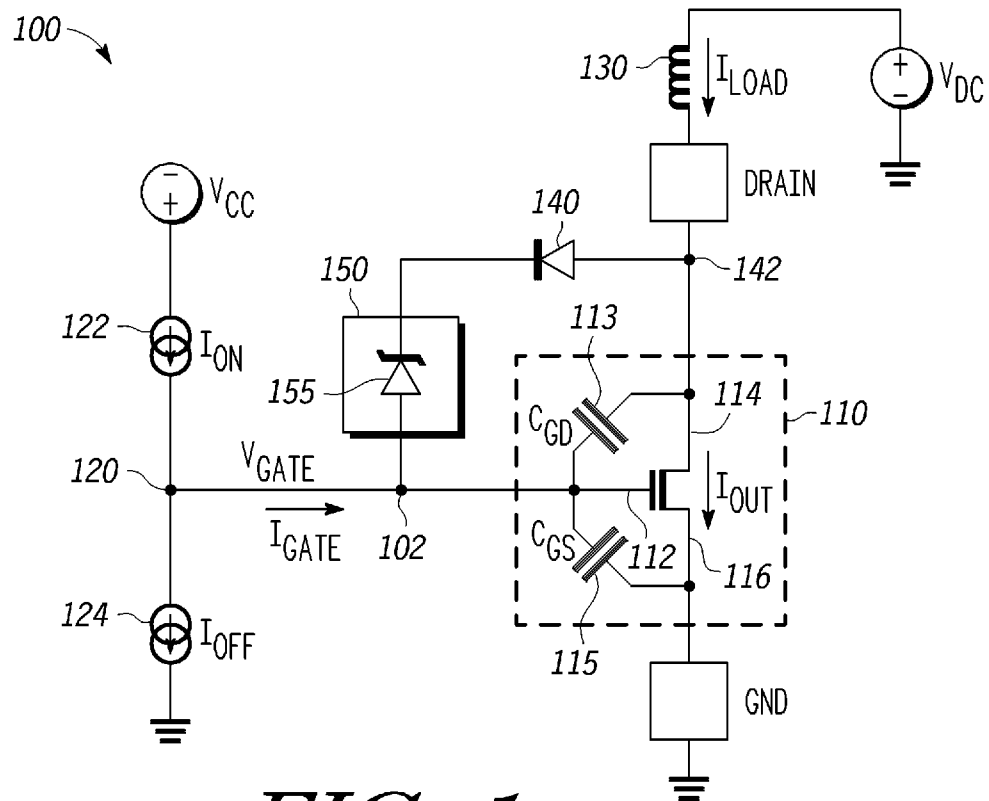 100
130
I_LOAD
+
-
V_DC
DRAIN
-
+
V_CC
140
142
150
113
122
I_ON
155
C_GD
114
110
120
V_GATE
I_GATE
102
C_GS
112
I_OUT
116
124
I_OFF
115
GND